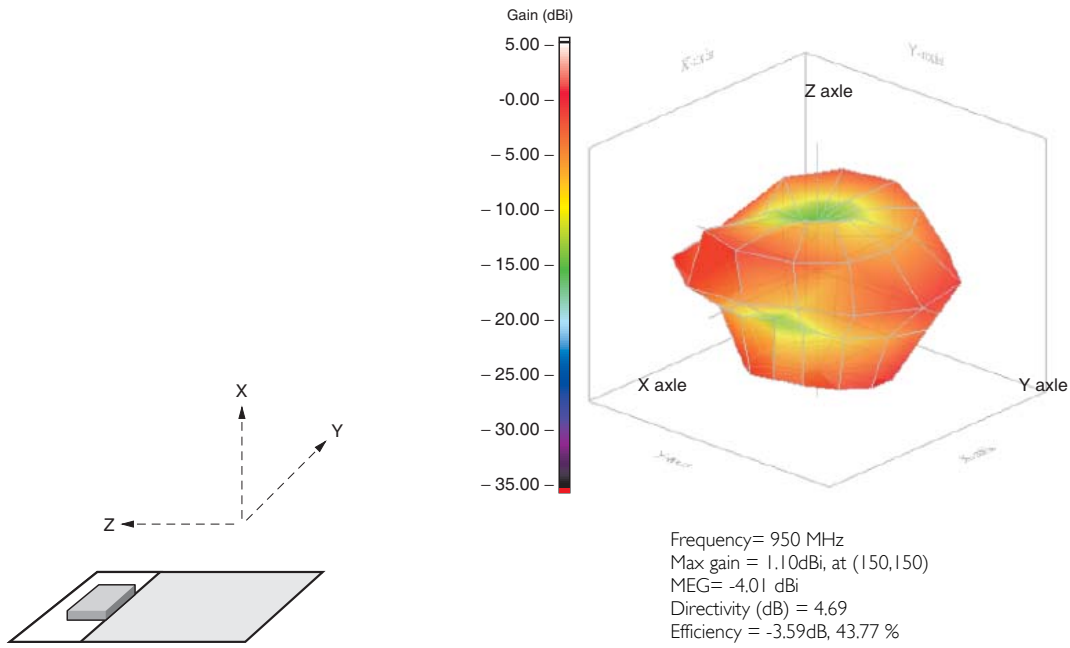 Gain (dBi)
5.00
-0.00
– 5.00
– 10.00
– 15.00
– 20.00
– 25.00
– 30.00
– 35.00
Z axle
X axle
Y axle
X
Y
Z
Frequency= 950 MHz
Max gain = 1.10dBi, at (150,150)
MEG= -4.01 dBi
Directivity (dB) = 4.69
Efficiency = -3.59dB, 43.77 %